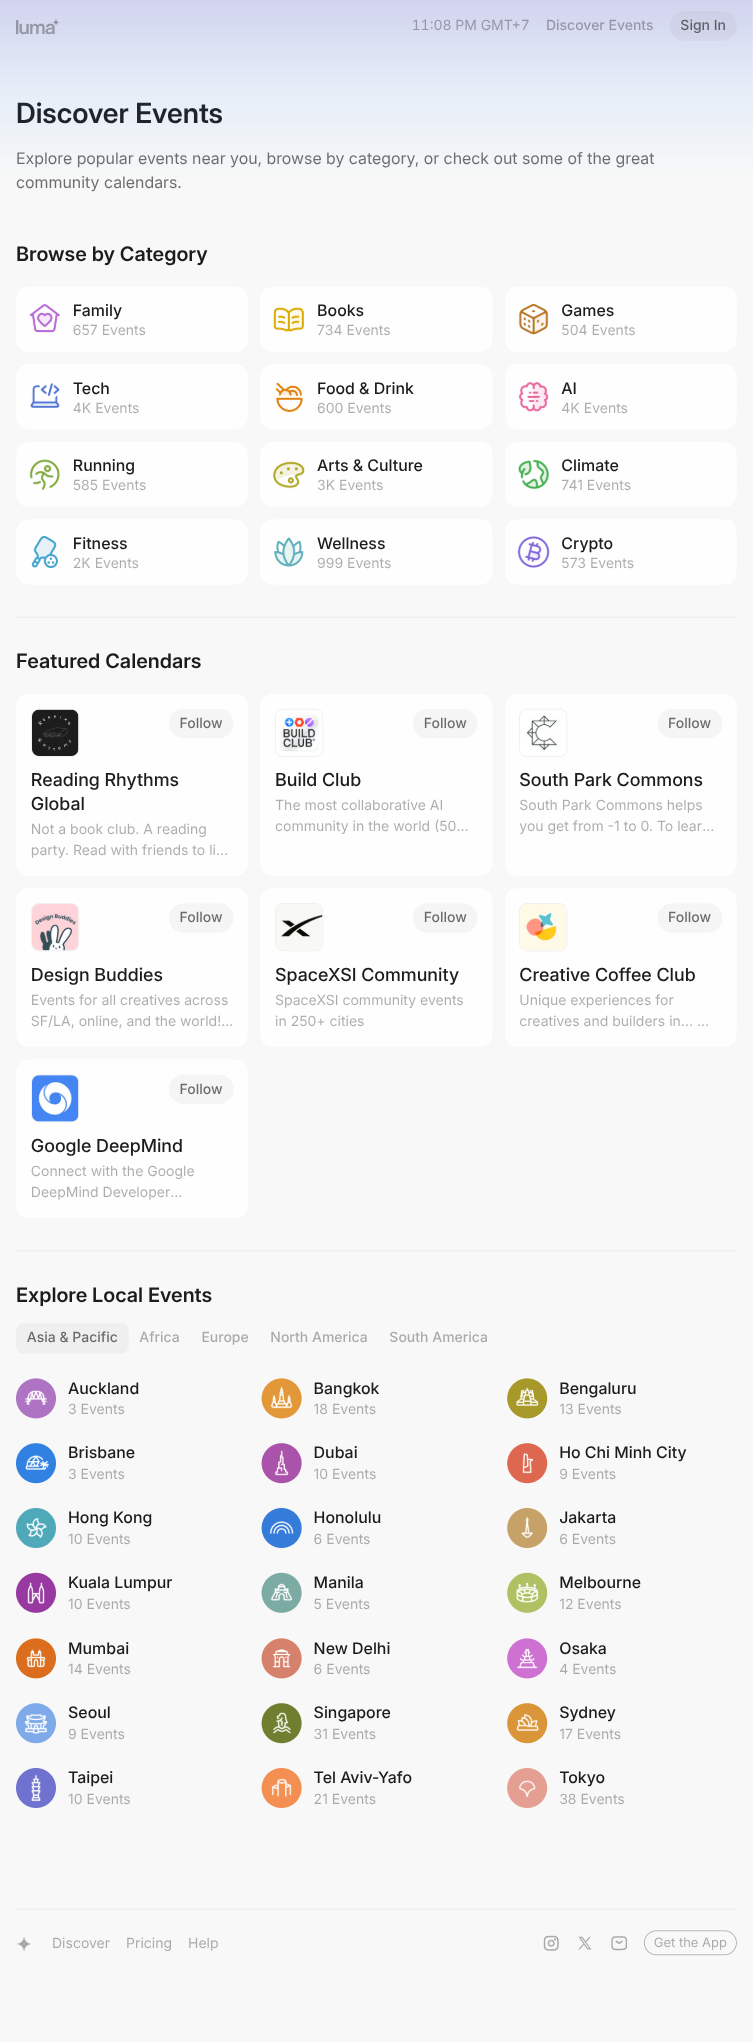 luma
11:08 PM GMT+7
Discover Events
Sign In
Discover Events
Explore popular events near you, browse by category, or check out some of the great
community calendars.
Browse by Category
Family
657 Events
Books
734 Events
Games
504 Events
Tech
4K Events
Food & Drink
600 Events
AI
4K Events
Running
585 Events
Arts & Culture
3K Events
Climate
741 Events
Fitness
2K Events
Wellness
999 Events
Crypto
573 Events
Featured Calendars
Follow
Reading Rhythms
Global
Not a book club. A reading
party. Read with friends to li...
BUILD
CLUB
Follow
Build Club
The most collaborative AI
community in the world (50...
Follow
South Park Commons
South Park Commons helps
you get from -1 to 0. To lear...
Design Buddies
Follow
Design Buddies
Events for all creatives across
SF/LA, online, and the world!...
Follow
SpaceXSI Community
SpaceXSI community events
in 250+ cities
Follow
Creative Coffee Club
Unique experiences for
creatives and builders in... ...
Follow
Google DeepMind
Connect with the Google
DeepMind Developer...
Explore Local Events
Asia & Pacific
Africa
Europe
North America
South America
Auckland
3 Events
Bangkok
18 Events
Bengaluru
13 Events
Brisbane
3 Events
Dubai
10 Events
Ho Chi Minh City
9 Events
Hong Kong
10 Events
Honolulu
6 Events
Jakarta
6 Events
Kuala Lumpur
10 Events
Manila
5 Events
Melbourne
12 Events
Mumbai
14 Events
New Delhi
6 Events
Osaka
4 Events
Seoul
9 Events
Singapore
31 Events
Sydney
17 Events
Taipei
10 Events
Tel Aviv-Yafo
21 Events
Tokyo
38 Events
Discover
Pricing
Help
Get the App